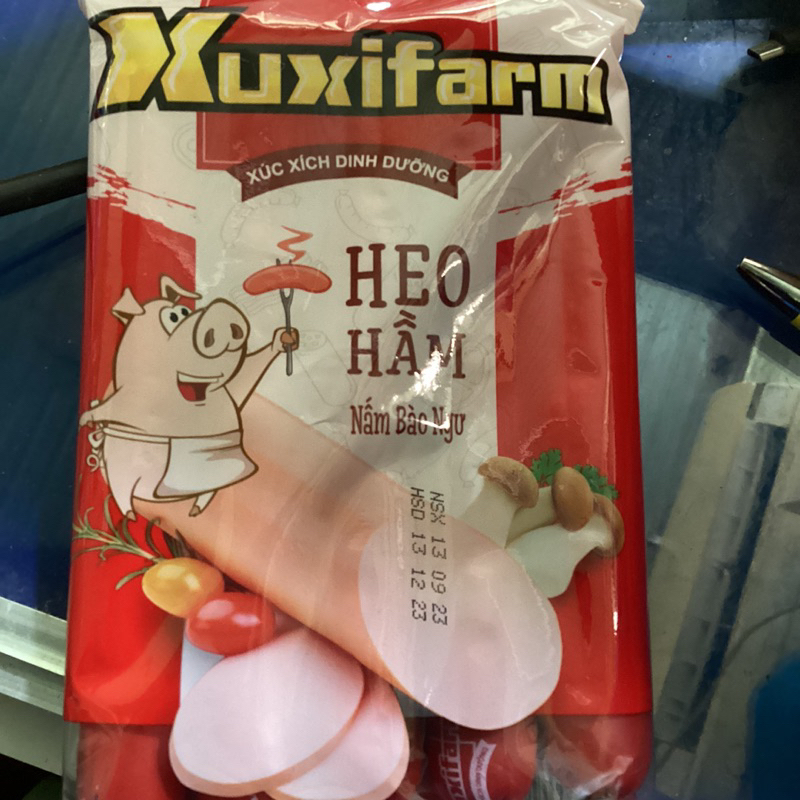 Xuxifarm
XÚC XÍCH DINH DƯỠNG
HEO
HẦM
Nấm Bào Ngư
NSX 13 09 23
HSD 13 12 23